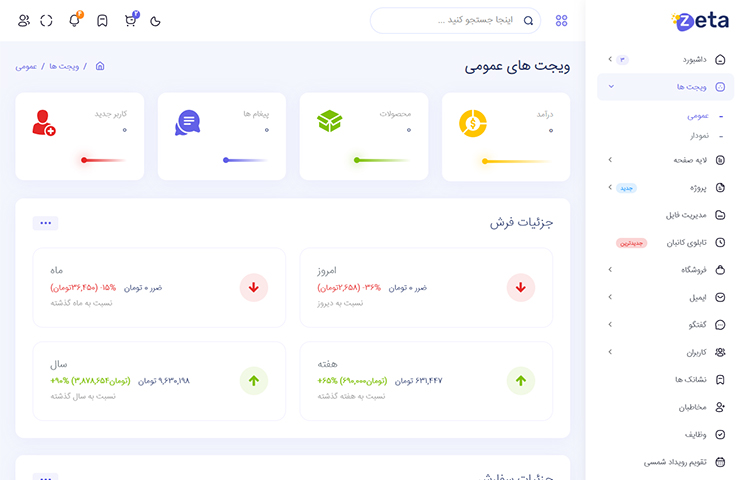 zeta
اینجا جستجو کنید ...
۲
۴
داشبورد
۳
ویجت ها
عمومی
نمودار
لایه صفحه
پروژه
جدید
مدیریت فایل
تابلوی کانبان
جدیدترین
فروشگاه
ایمیل
گفتگو
کاربران
نشانک ها
مخاطبان
وظایف
تقویم رویداد شمسی
ویجت های عمومی
/ ویجت ها / عمومی
درآمد
۰
محصولات
۰
پیغام ها
۰
کاربر جدید
۰
جزئیات فرش
امروز
ضرر ۰ تومان -۳۶% (۲,۶۵۸تومان)
نسبت به دیروز
ماه
ضرر ۰ تومان -۱۵% (۳۶,۴۵۰تومان)
نسبت به ماه گذشته
هفته
۶۳۱,۴۴۷ تومان +۶۵% (۶۹۰,۰۰۰تومان)
نسبت به هفته گذشته
سال
۹,۶۳۰,۱۹۸ تومان +۹۰% (۳,۸۷۸,۶۵۴تومان)
نسبت به سال گذشته